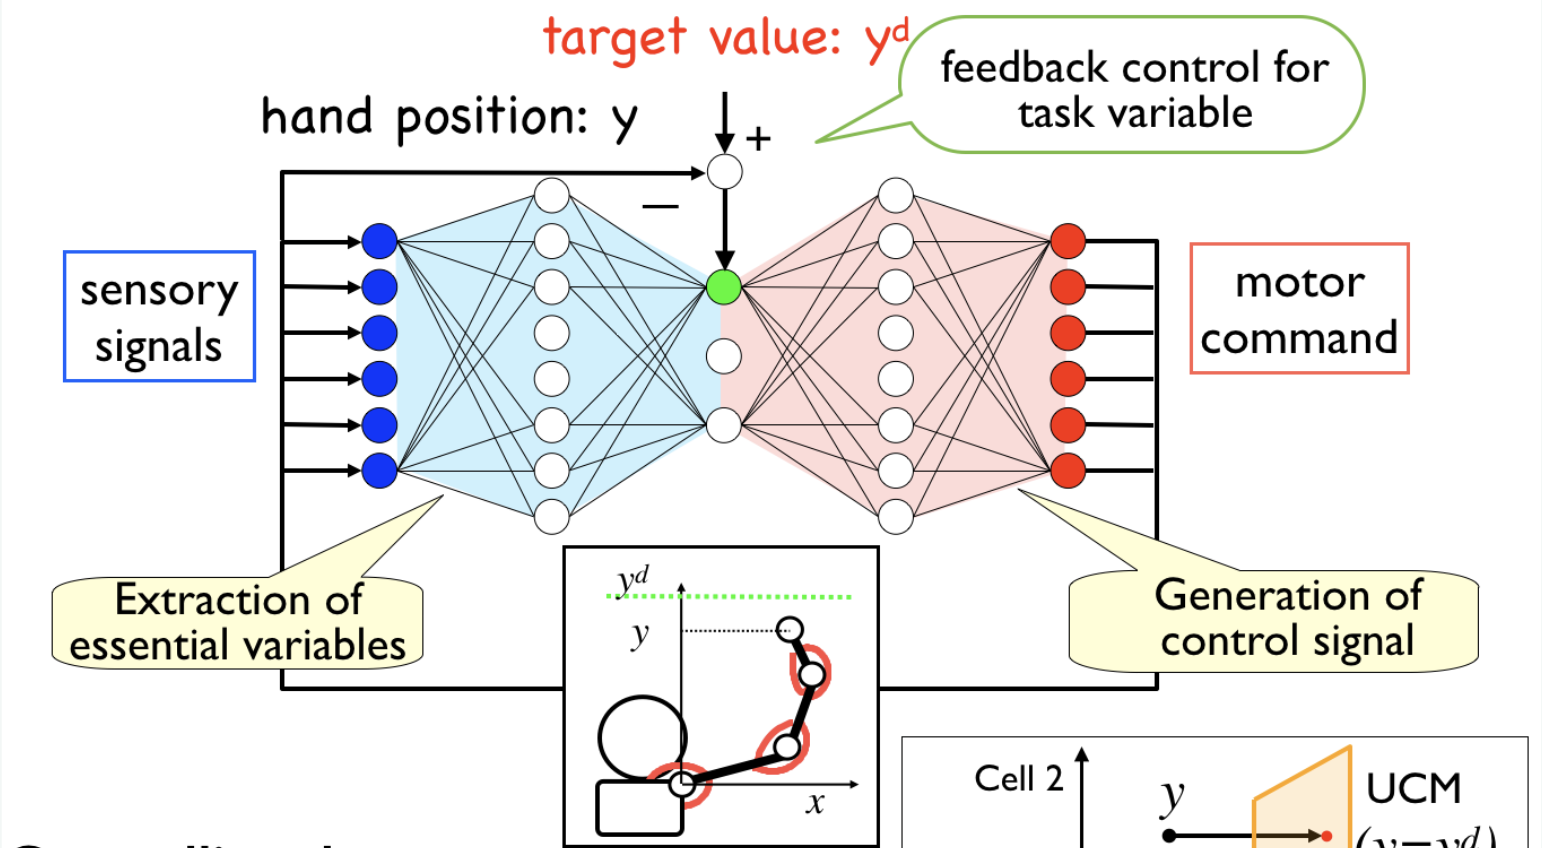 target value: y^d
feedback control for
task variable
hand position: y
+
−
sensory
signals
motor
command
Extraction of
essential variables
Generation of
control signal
y^d
y
x
Cell 2
y
UCM
(y=y^d)